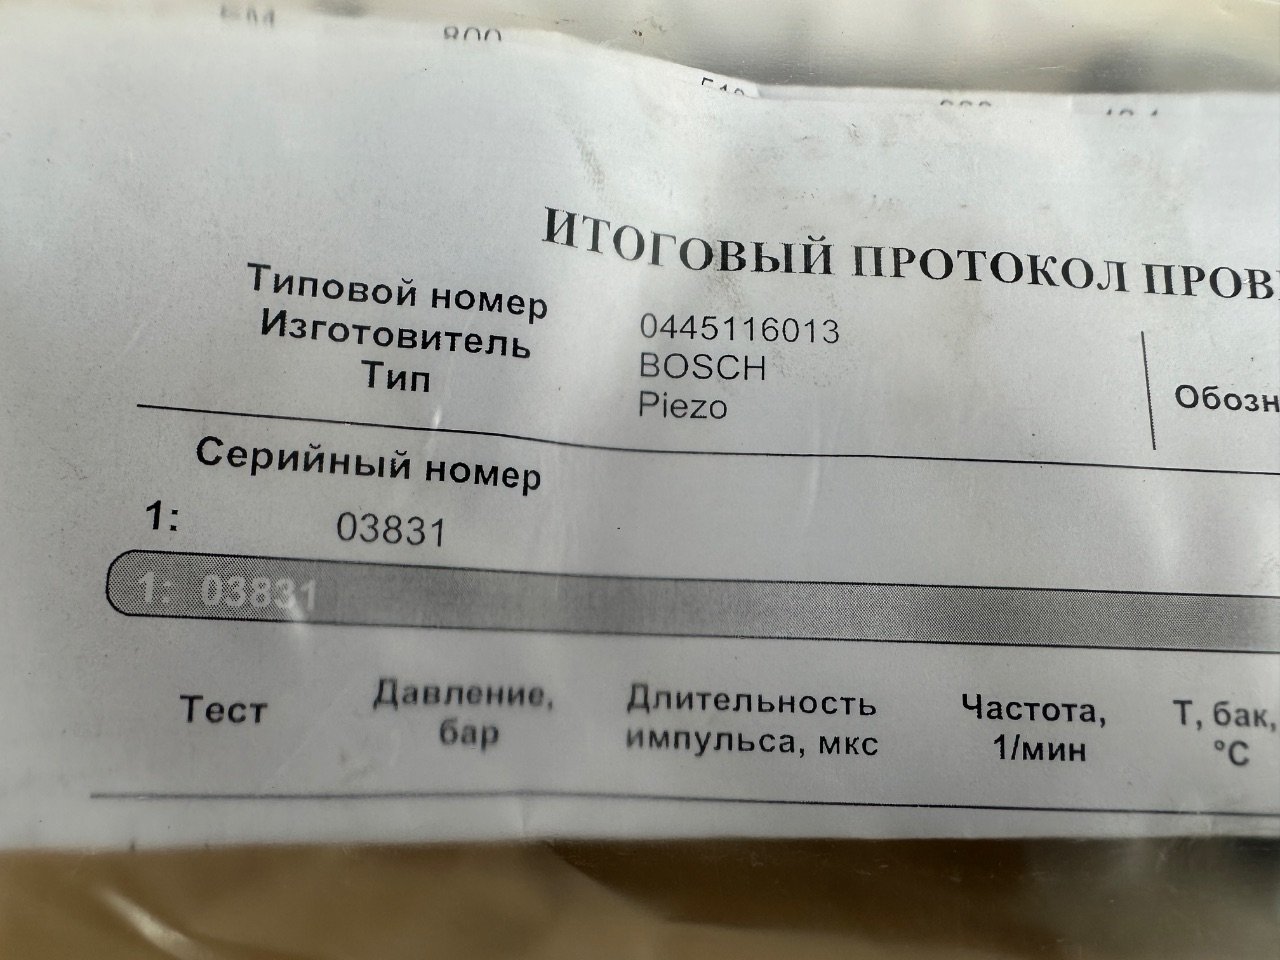 800
ИТОГОВЫЙ ПРОТОКОЛ
Типовой номер 0445116013
Изготовитель BOSCH
Тип Piezo
Серийный номер
1: 03831
1: 03831
Тест
Давление, бар
Длительность импульса, мкс
Частота, 1/мин
Т, бак, °C